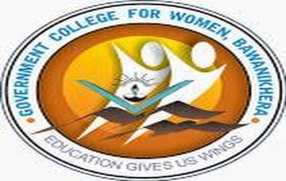 GOVERNMENT COLLEGE FOR WOMEN, BAWANIKHERA
EDUCATION GIVES US WINGS